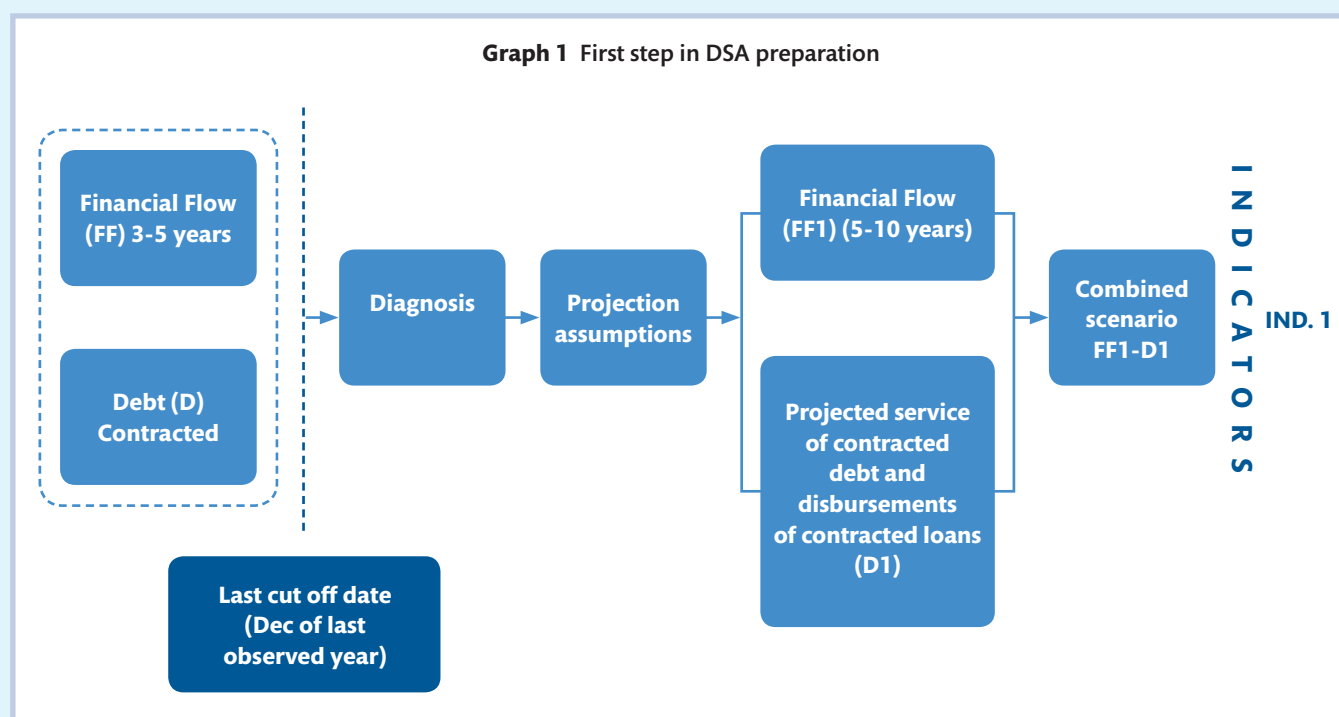 Graph 1 First step in DSA preparation
Financial Flow
(FF) 3-5 years
Debt (D)
Contracted
Last cut off date
(Dec of last
observed year)
Diagnosis
Projection
assumptions
Financial Flow
(FF1) (5-10 years)
Projected service
of contracted
debt and
disbursements
of contracted loans
(D1)
Combined
scenario
FF1-D1
INDICATORS
IND. 1